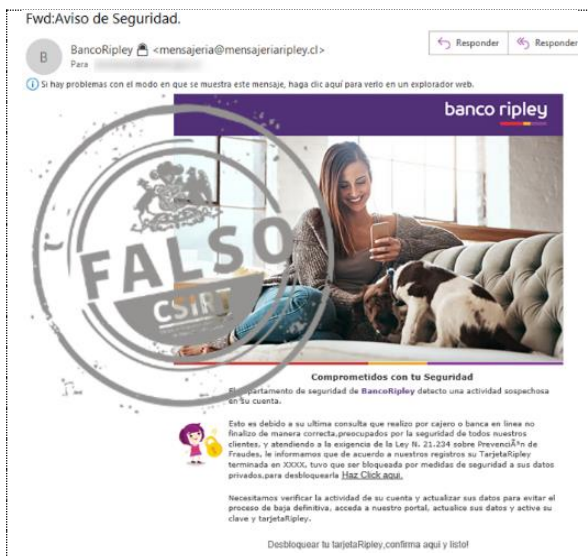 Fwd:Aviso de Seguridad.
BancoRipley <mensajeria@mensajeriaripley.cl>
Responder
Responder
B
Para
Si hay problemas con el modo en que se muestra este mensaje, haga clic aquí para verlo en un explorador web.
banco ripley
FALSO
CSIRT
Comprometidos con tu Seguridad
El departamento de seguridad de BancoRipley detecto una actividad sospechosa
en su cuenta.
Esto es debido a su ultima consulta que realizo por cajero o banca en linea no
finalizo de manera correcta,preocupados por la seguridad de todos nuestros
clientes, y atendiendo a la exigencia de la Ley N. 21.234 sobre PrevenciÃ³n de
Fraudes, le informamos que de acuerdo a nuestros registros su TarjetaRipley
terminada en XXXX, tuvo que ser bloqueada por medidas de seguridad a sus datos
privados,para desbloquearla Haz Click aqui.
Necesitamos verificar la actividad de su cuenta y actualizar sus datos para evitar el
proceso de baja definitiva, acceda a nuestro portal, actualice sus datos y active su
clave y terjetaRipley.
Desbloquear tu tarjetaRipley,confirma aqui y listo!